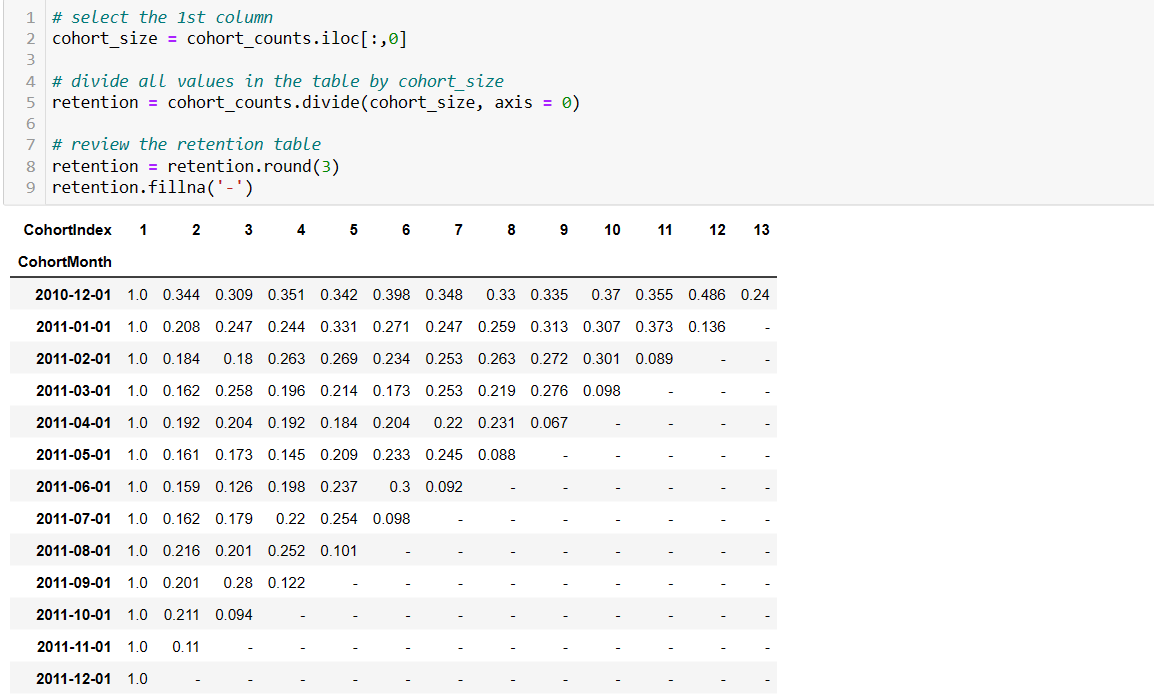 1 # select the 1st column
2 cohort_size = cohort_counts.iloc[:,0]
3
4 # divide all values in the table by cohort_size
5 retention = cohort_counts.divide(cohort_size, axis = 0)
6
7 # review the retention table
8 retention = retention.round(3)
9 retention.fillna('-')
CohortIndex 1 2 3 4 5 6 7 8 9 10 11 12 13
CohortMonth
2010-12-01 1.0 0.344 0.309 0.351 0.342 0.398 0.348 0.33 0.335 0.37 0.355 0.486 0.24
2011-01-01 1.0 0.208 0.247 0.244 0.331 0.271 0.247 0.259 0.313 0.307 0.373 0.136 -
2011-02-01 1.0 0.184 0.18 0.263 0.269 0.234 0.253 0.263 0.272 0.301 0.089 - -
2011-03-01 1.0 0.162 0.258 0.196 0.214 0.173 0.253 0.219 0.276 0.098 - - -
2011-04-01 1.0 0.192 0.204 0.192 0.184 0.204 0.22 0.231 0.067 - - - -
2011-05-01 1.0 0.161 0.173 0.145 0.209 0.233 0.245 0.088 - - - - -
2011-06-01 1.0 0.159 0.126 0.198 0.237 0.3 0.092 - - - - - -
2011-07-01 1.0 0.162 0.179 0.22 0.254 0.098 - - - - - - -
2011-08-01 1.0 0.216 0.201 0.252 0.101 - - - - - - - -
2011-09-01 1.0 0.201 0.28 0.122 - - - - - - - - -
2011-10-01 1.0 0.211 0.094 - - - - - - - - - -
2011-11-01 1.0 0.11 - - - - - - - - - - -
2011-12-01 1.0 - - - - - - - - - - - -